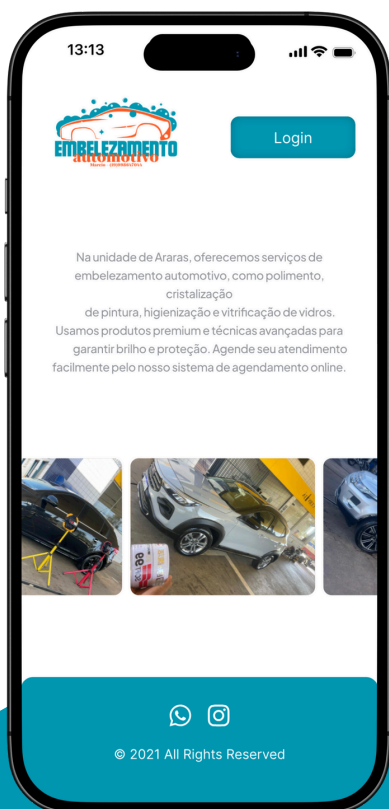 13:13
EMBELEZAMENTO
automotivo
Login
Na unidade de Araras, oferecemos serviços de
embelezamento automotivo, como polimento,
cristalização
de pintura, higienização e vitrificação de vidros.
Usamos produtos premium e técnicas avançadas para
garantir brilho e proteção. Agende seu atendimento
facilmente pelo nosso sistema de agendamento online.
© 2021 All Rights Reserved